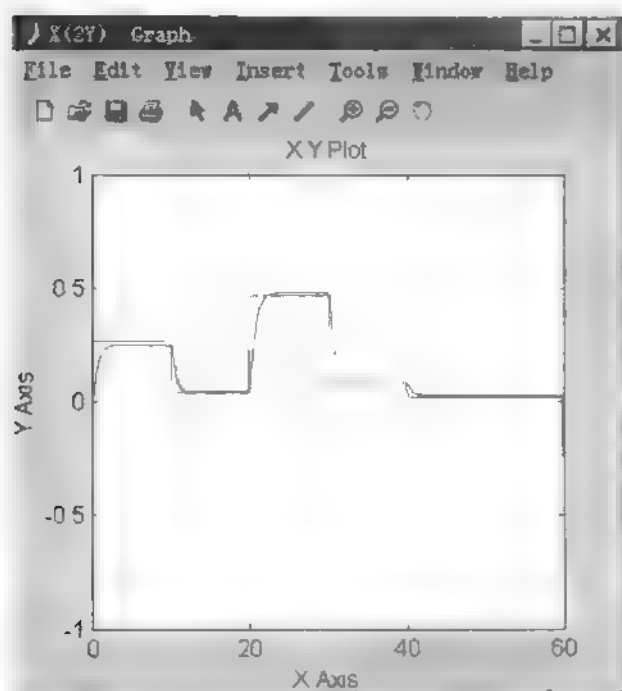 X(2Y) Graph
File Edit View Insert Tools Window Help
A
X Y Plot
1
0.5
0
-0.5
-1
Y Axis
0 20 40 60
X Axis